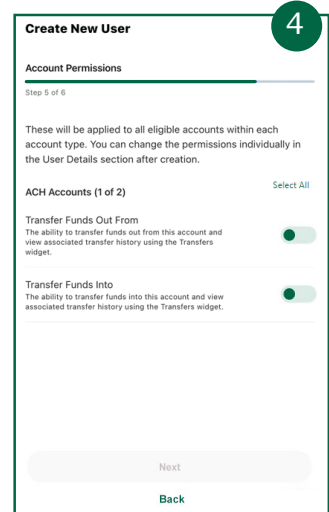 Create New User
4
Account Permissions
Step 5 of 6
These will be applied to all eligible accounts within each
account type. You can change the permissions individually in
the User Details section after creation.
ACH Accounts (1 of 2)
Select All
Transfer Funds Out From
The ability to transfer funds out from this account and
view associated transfer history using the Transfers
widget.
Transfer Funds Into
The ability to transfer funds into this account and view
associated transfer history using the Transfers widget.
Next
Back